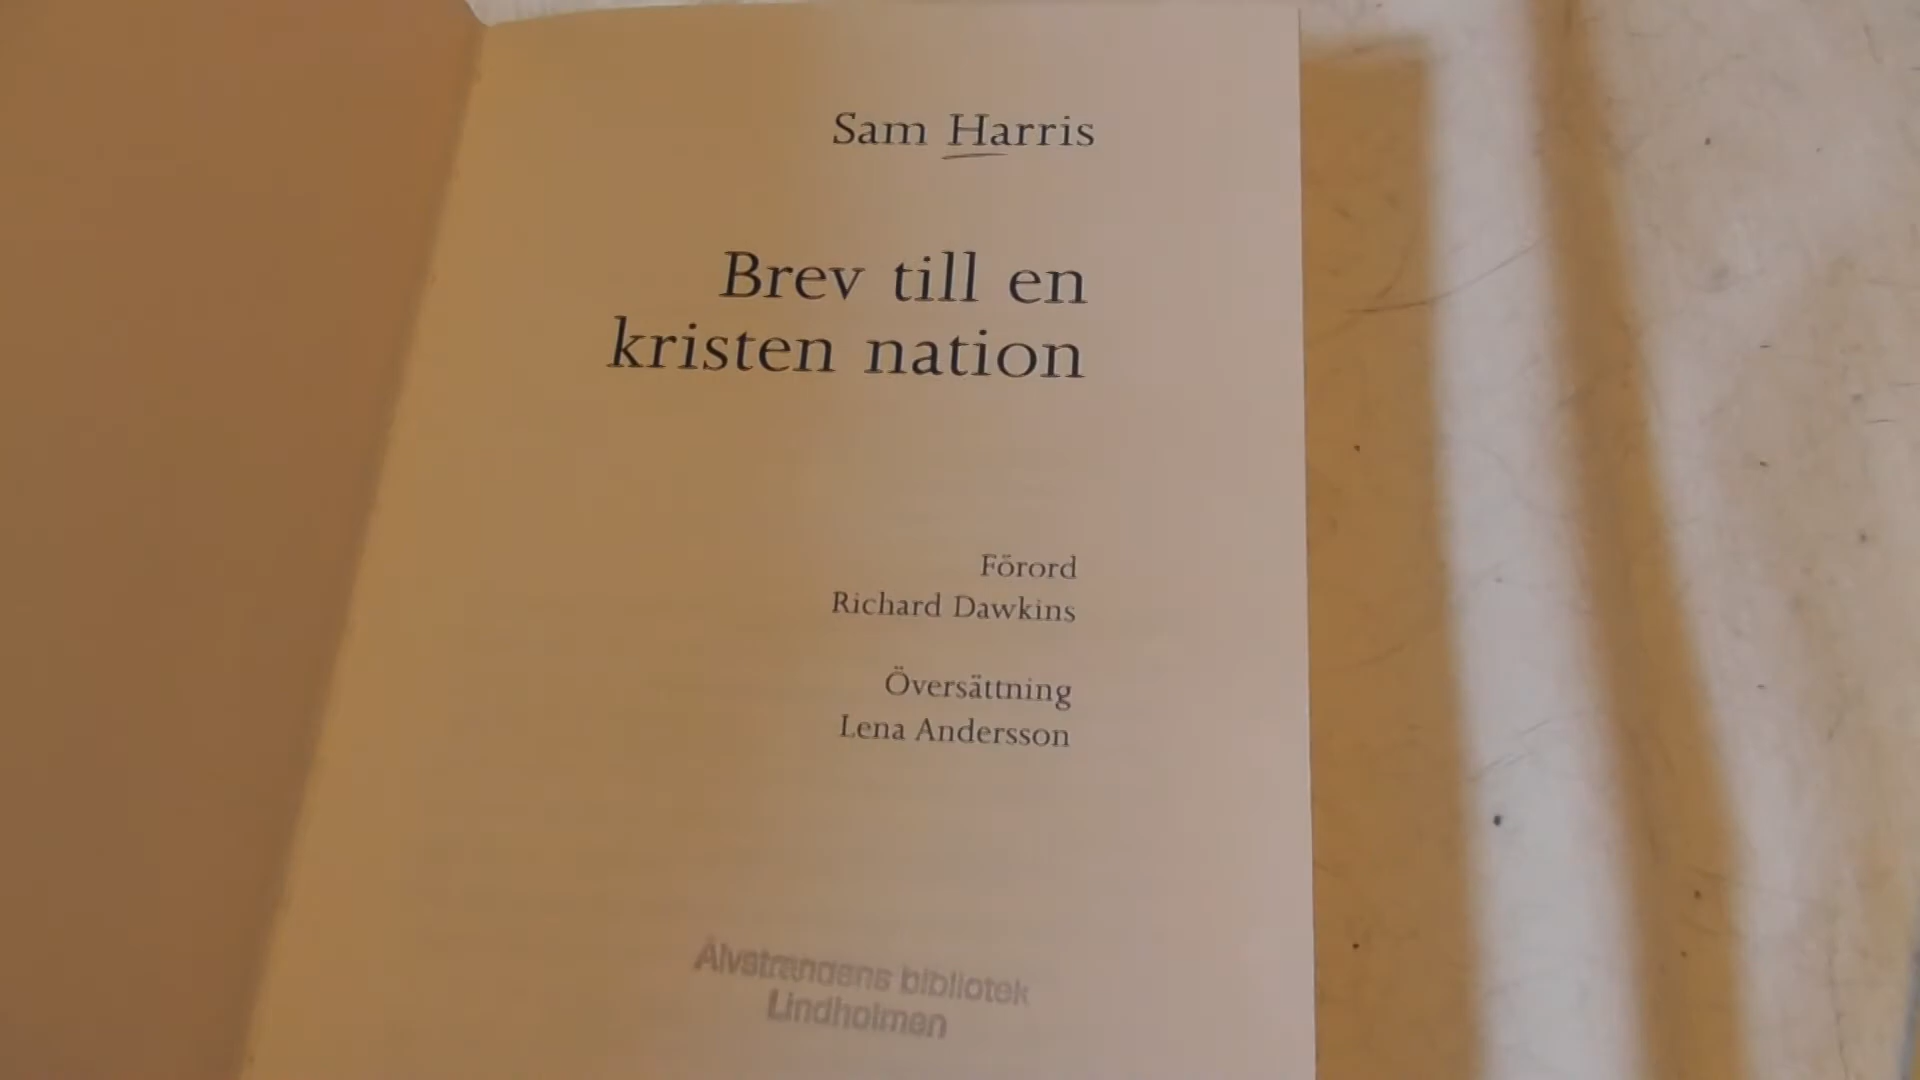 Sam Harris
Brev till en
kristen nation
Förord
Richard Dawkins
Översättning
Lena Andersson
Älvstrandens bibliotek
Lindholmen